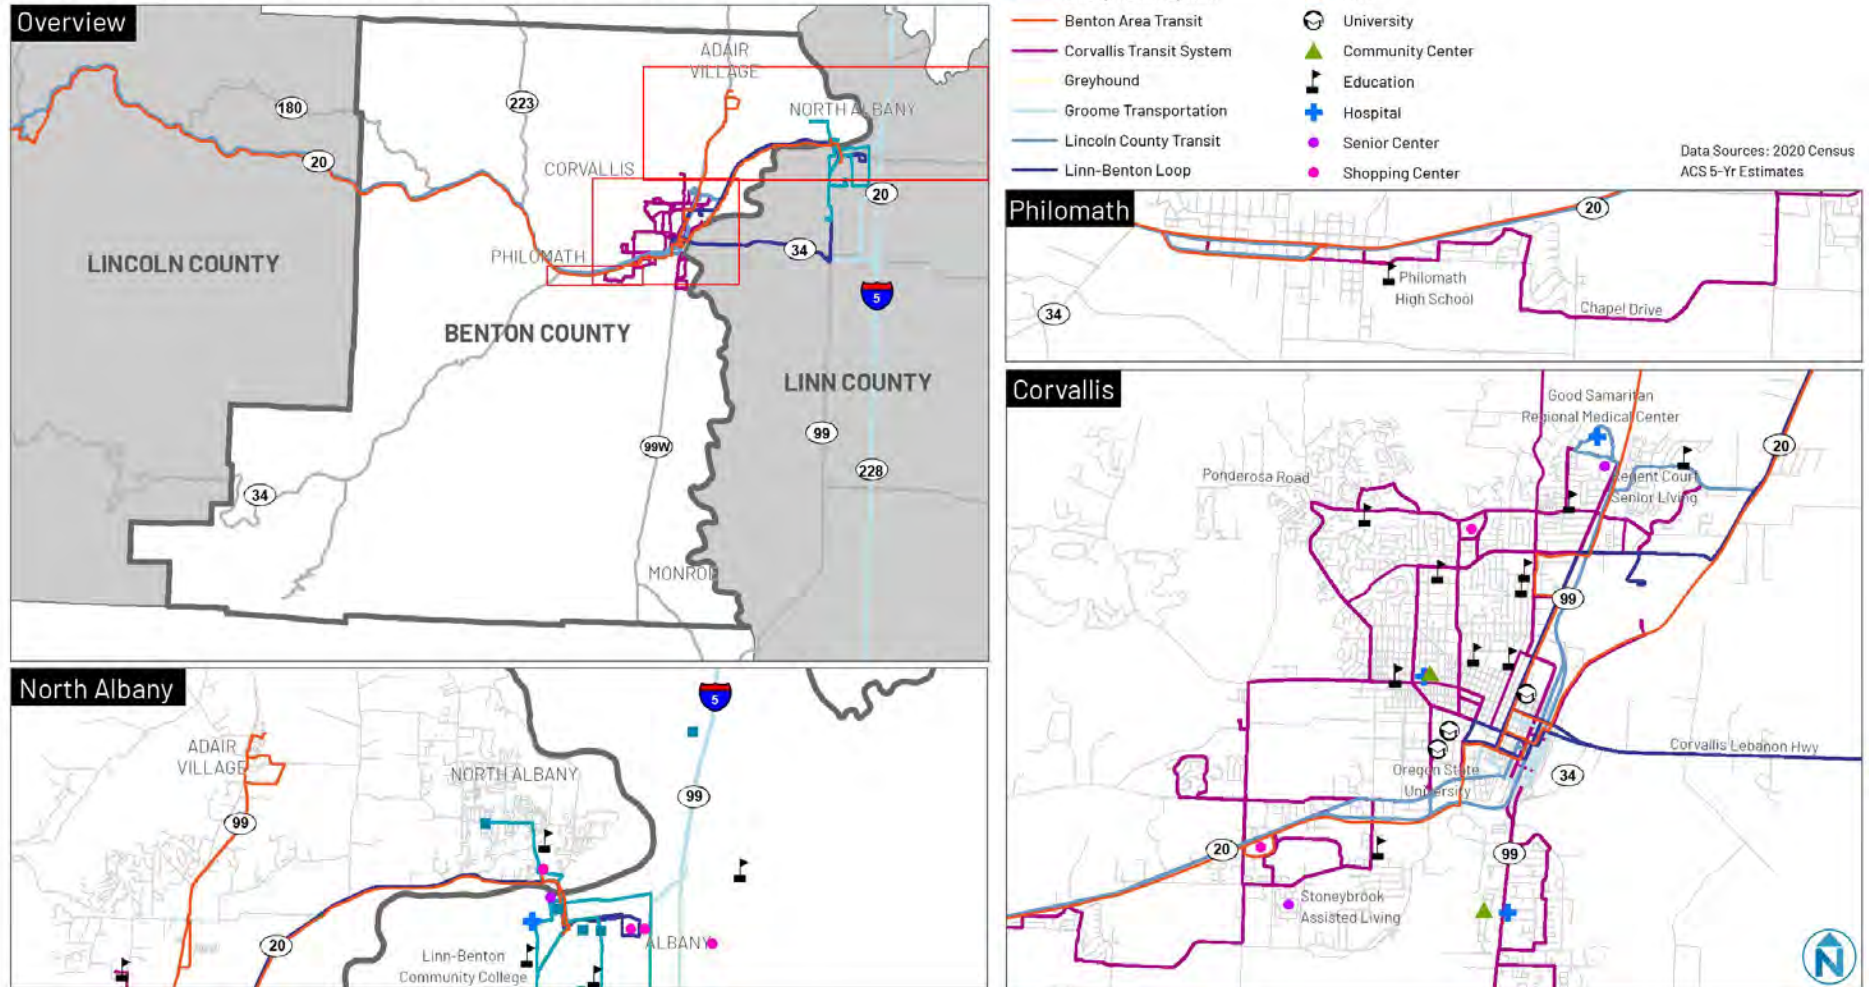 Overview
ADAIR
VILLAGE
NORTH ALBANY
180
223
20
CORVALLIS
20
34
PHILOMATH
LINCOLN COUNTY
5
BENTON COUNTY
LINN COUNTY
99W
99
228
34
MONROE
Benton Area Transit
Corvallis Transit System
Greyhound
Groome Transportation
Lincoln County Transit
Linn-Benton Loop
University
Community Center
Education
Hospital
Senior Center
Shopping Center
Data Sources: 2020 Census
ACS 5-Yr Estimates
Philomath
20
Philomath
High School
Chapel Drive
34
Corvallis
Good Samaritan
Regional Medical Center
20
Ponderosa Road
Regent Court
Senior Living
99
Corvallis Lebanon Hwy
Oregon State
University
34
20
99
Stoneybrook
Assisted Living
N
North Albany
5
ADAIR
VILLAGE
NORTH ALBANY
99
99
20
ALBANY
Linn-Benton
Community College